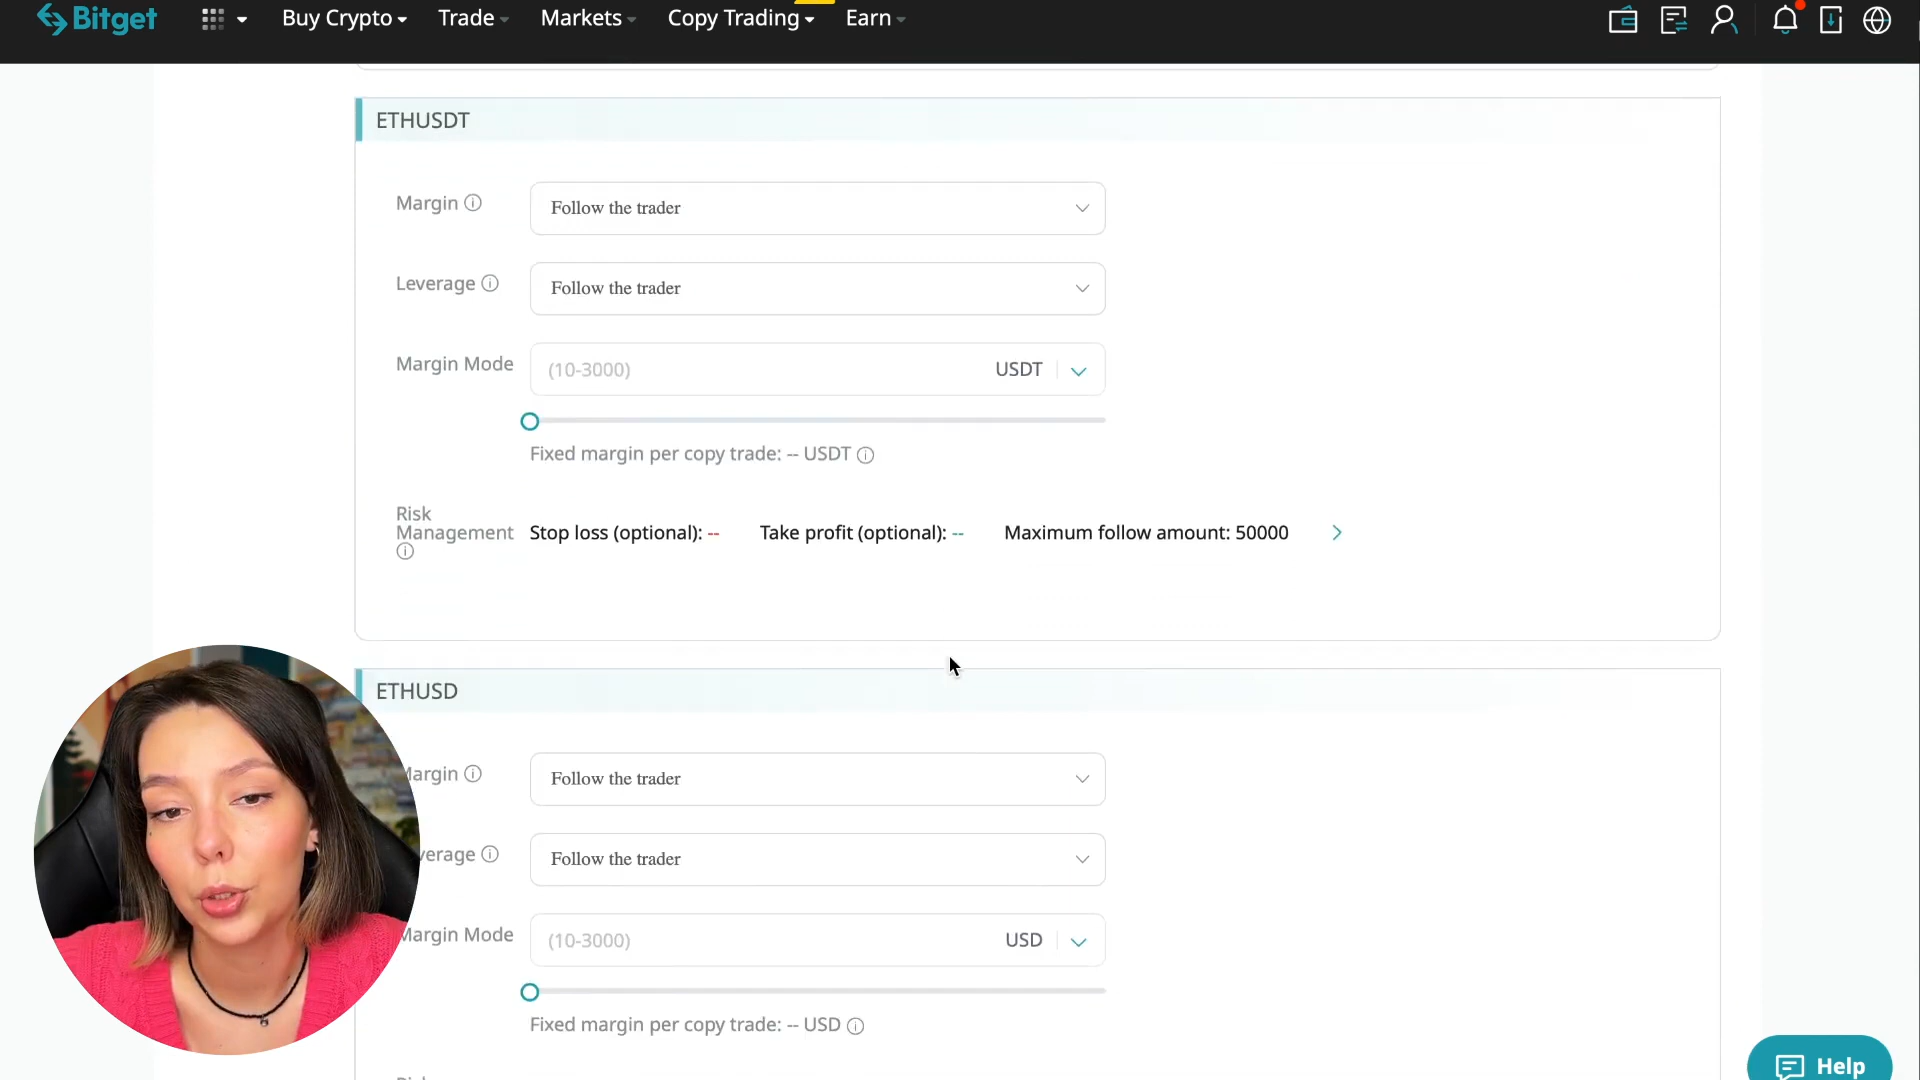 Bitget Buy Crypto Trade Markets Copy Trading Earn
ETHUSDT
Margin Follow the trader
Leverage Follow the trader
Margin Mode (10-3000) USDT
Fixed margin per copy trade: -- USDT
Risk
Management Stop loss (optional): -- Take profit (optional): -- Maximum follow amount: 50000
ETHUSD
Margin Follow the trader
verage Follow the trader
Margin Mode (10-3000) USD
Fixed margin per copy trade: -- USD
Help